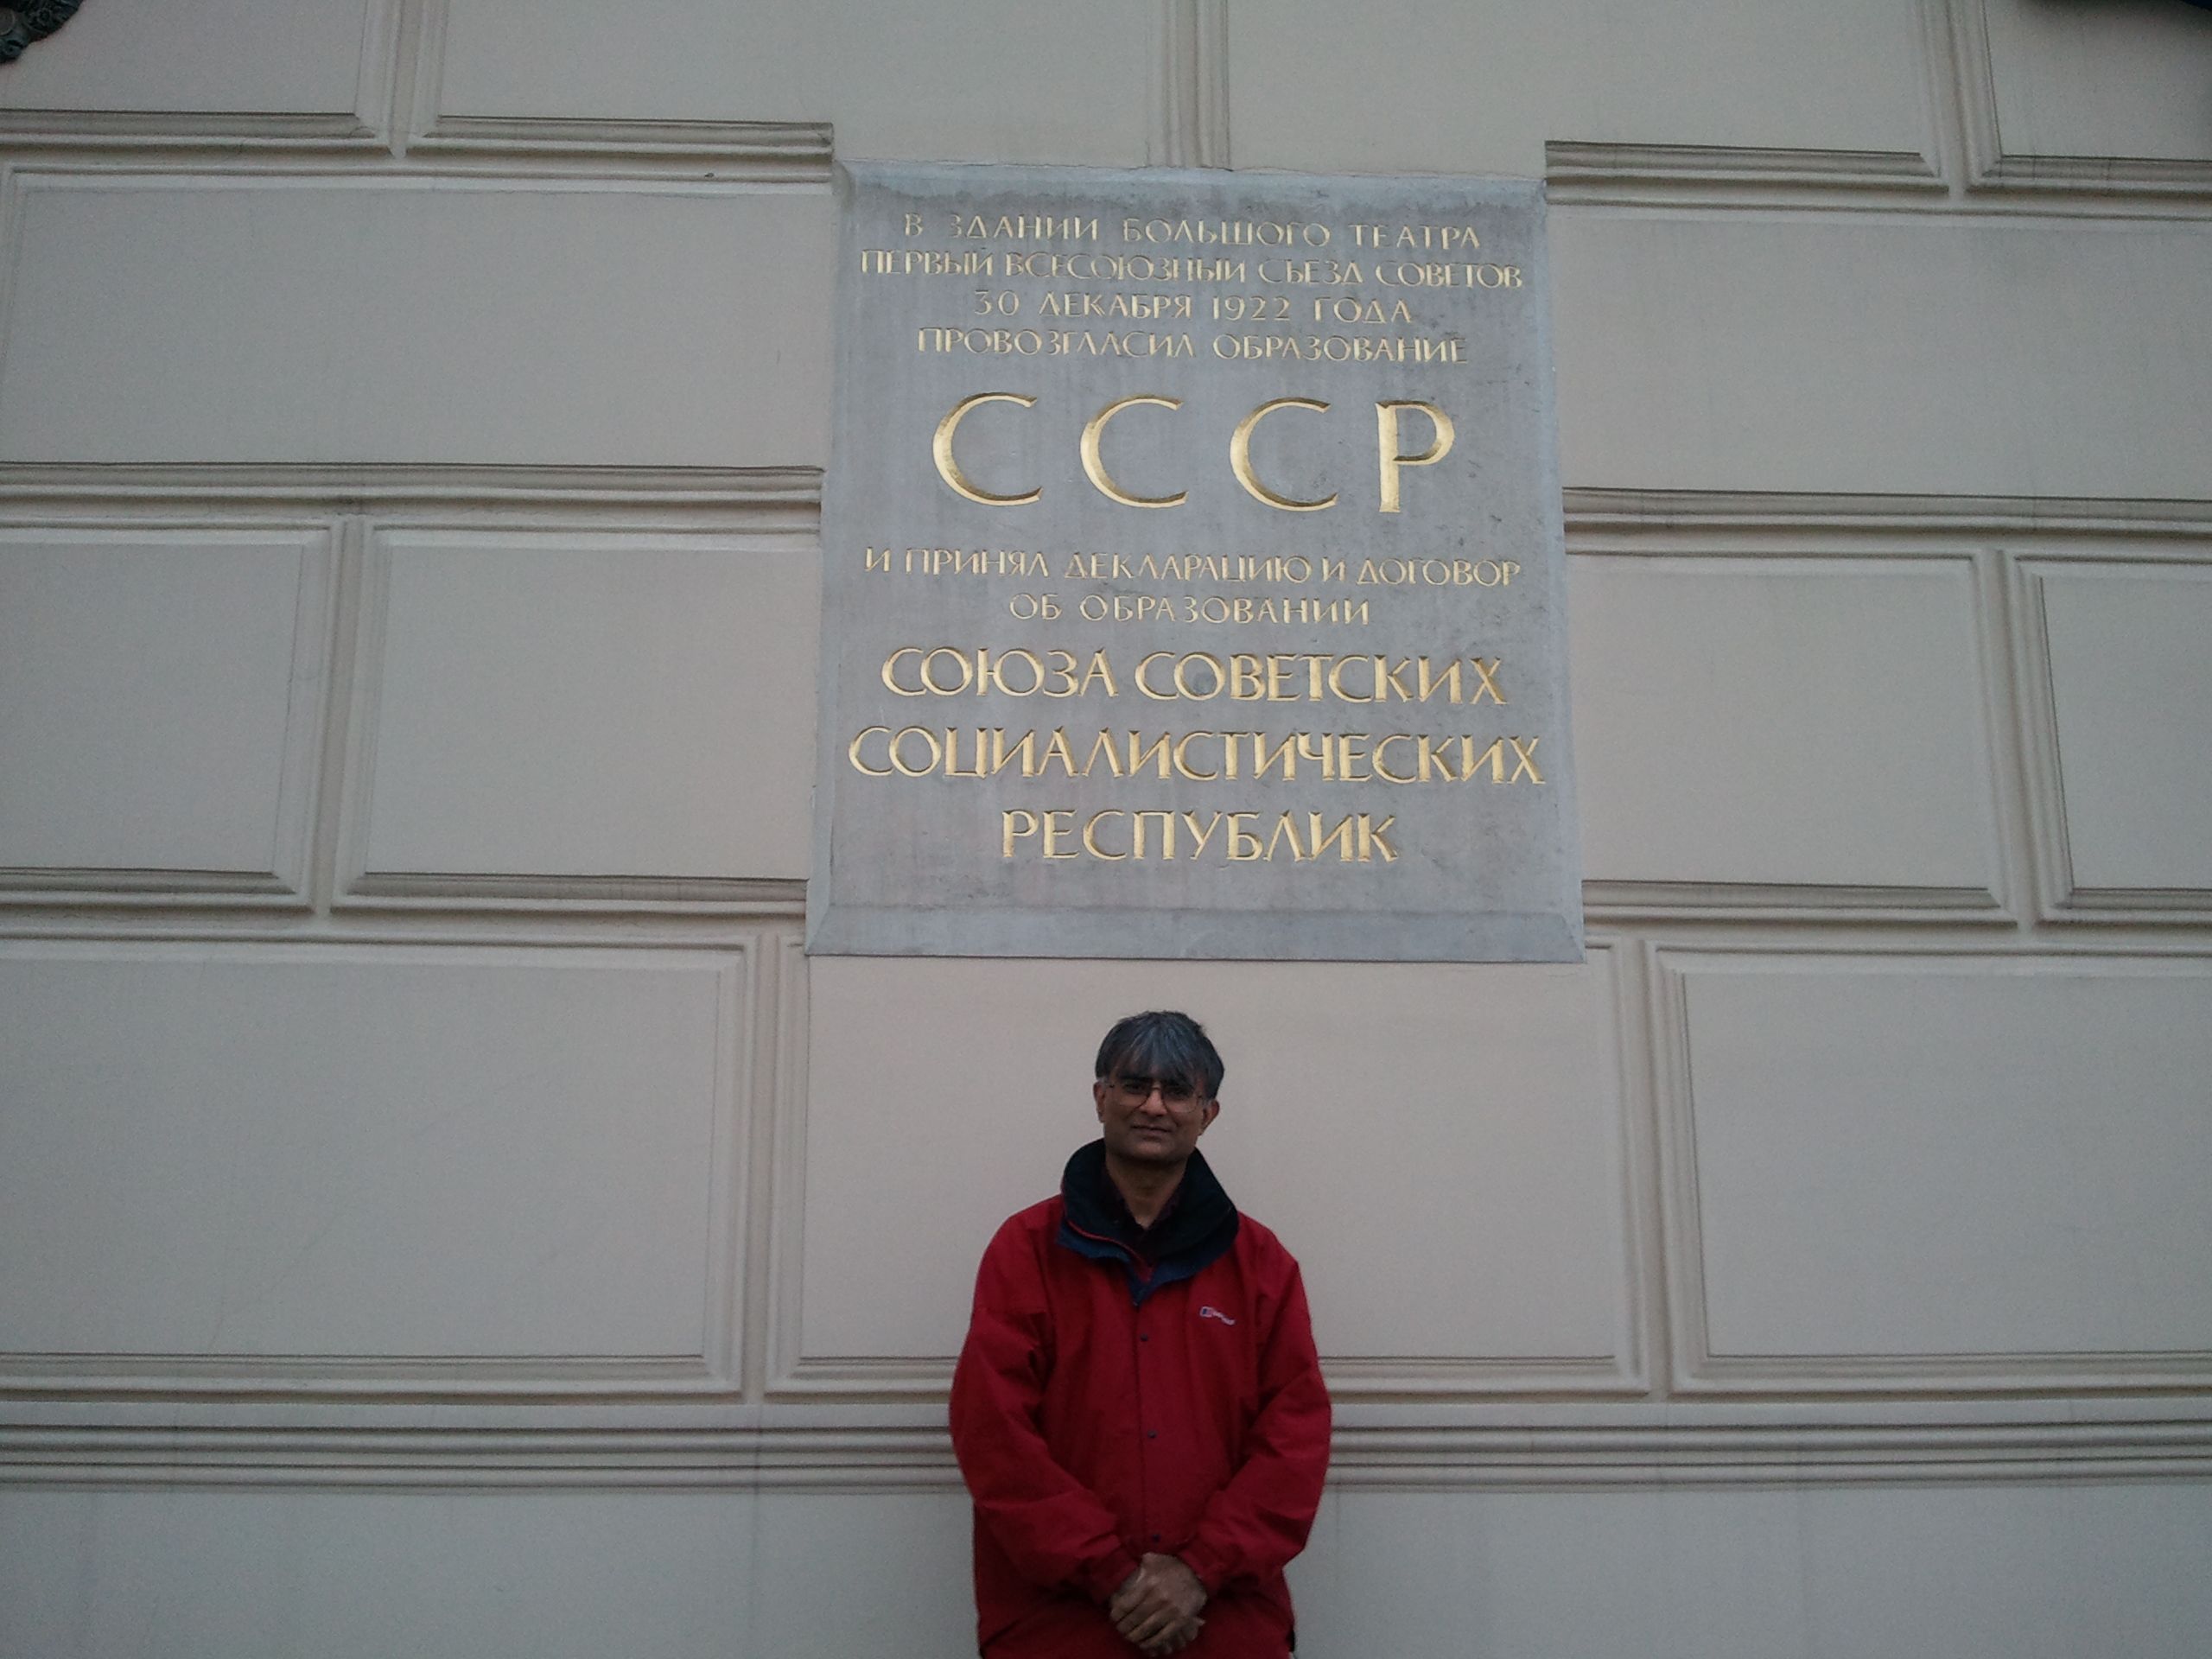 В ЗДАНИИ БОЛЬШОГО ТЕАТРА
ПЕРВЫЙ ВСЕСОЮЗНЫЙ СЪЕЗД СОВЕТОВ
30 ДЕКАБРЯ 1922 ГОДА
ПРОВОЗГЛАСИЛ ОБРАЗОВАНИЕ
СССР
И ПРИНЯЛ ДЕКЛАРАЦИЮ И ДОГОВОР
ОБ ОБРАЗОВАНИИ
СОЮЗА СОВЕТСКИХ
СОЦИАЛИСТИЧЕСКИХ
РЕСПУБЛИК